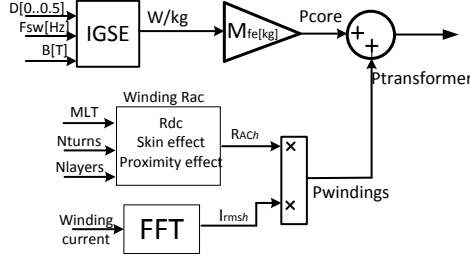 D[0..0.5]
Fsw[Hz]
B[T]
IGSE
W/kg
Mfe[kg]
Pcore
+
+
Ptransformer
Winding Rac
MLT
Nturns
Nlayers
Rdc
Skin effect
Proximity effect
RACh
×
×
Pwindings
Winding
current
FFT
Irmsh